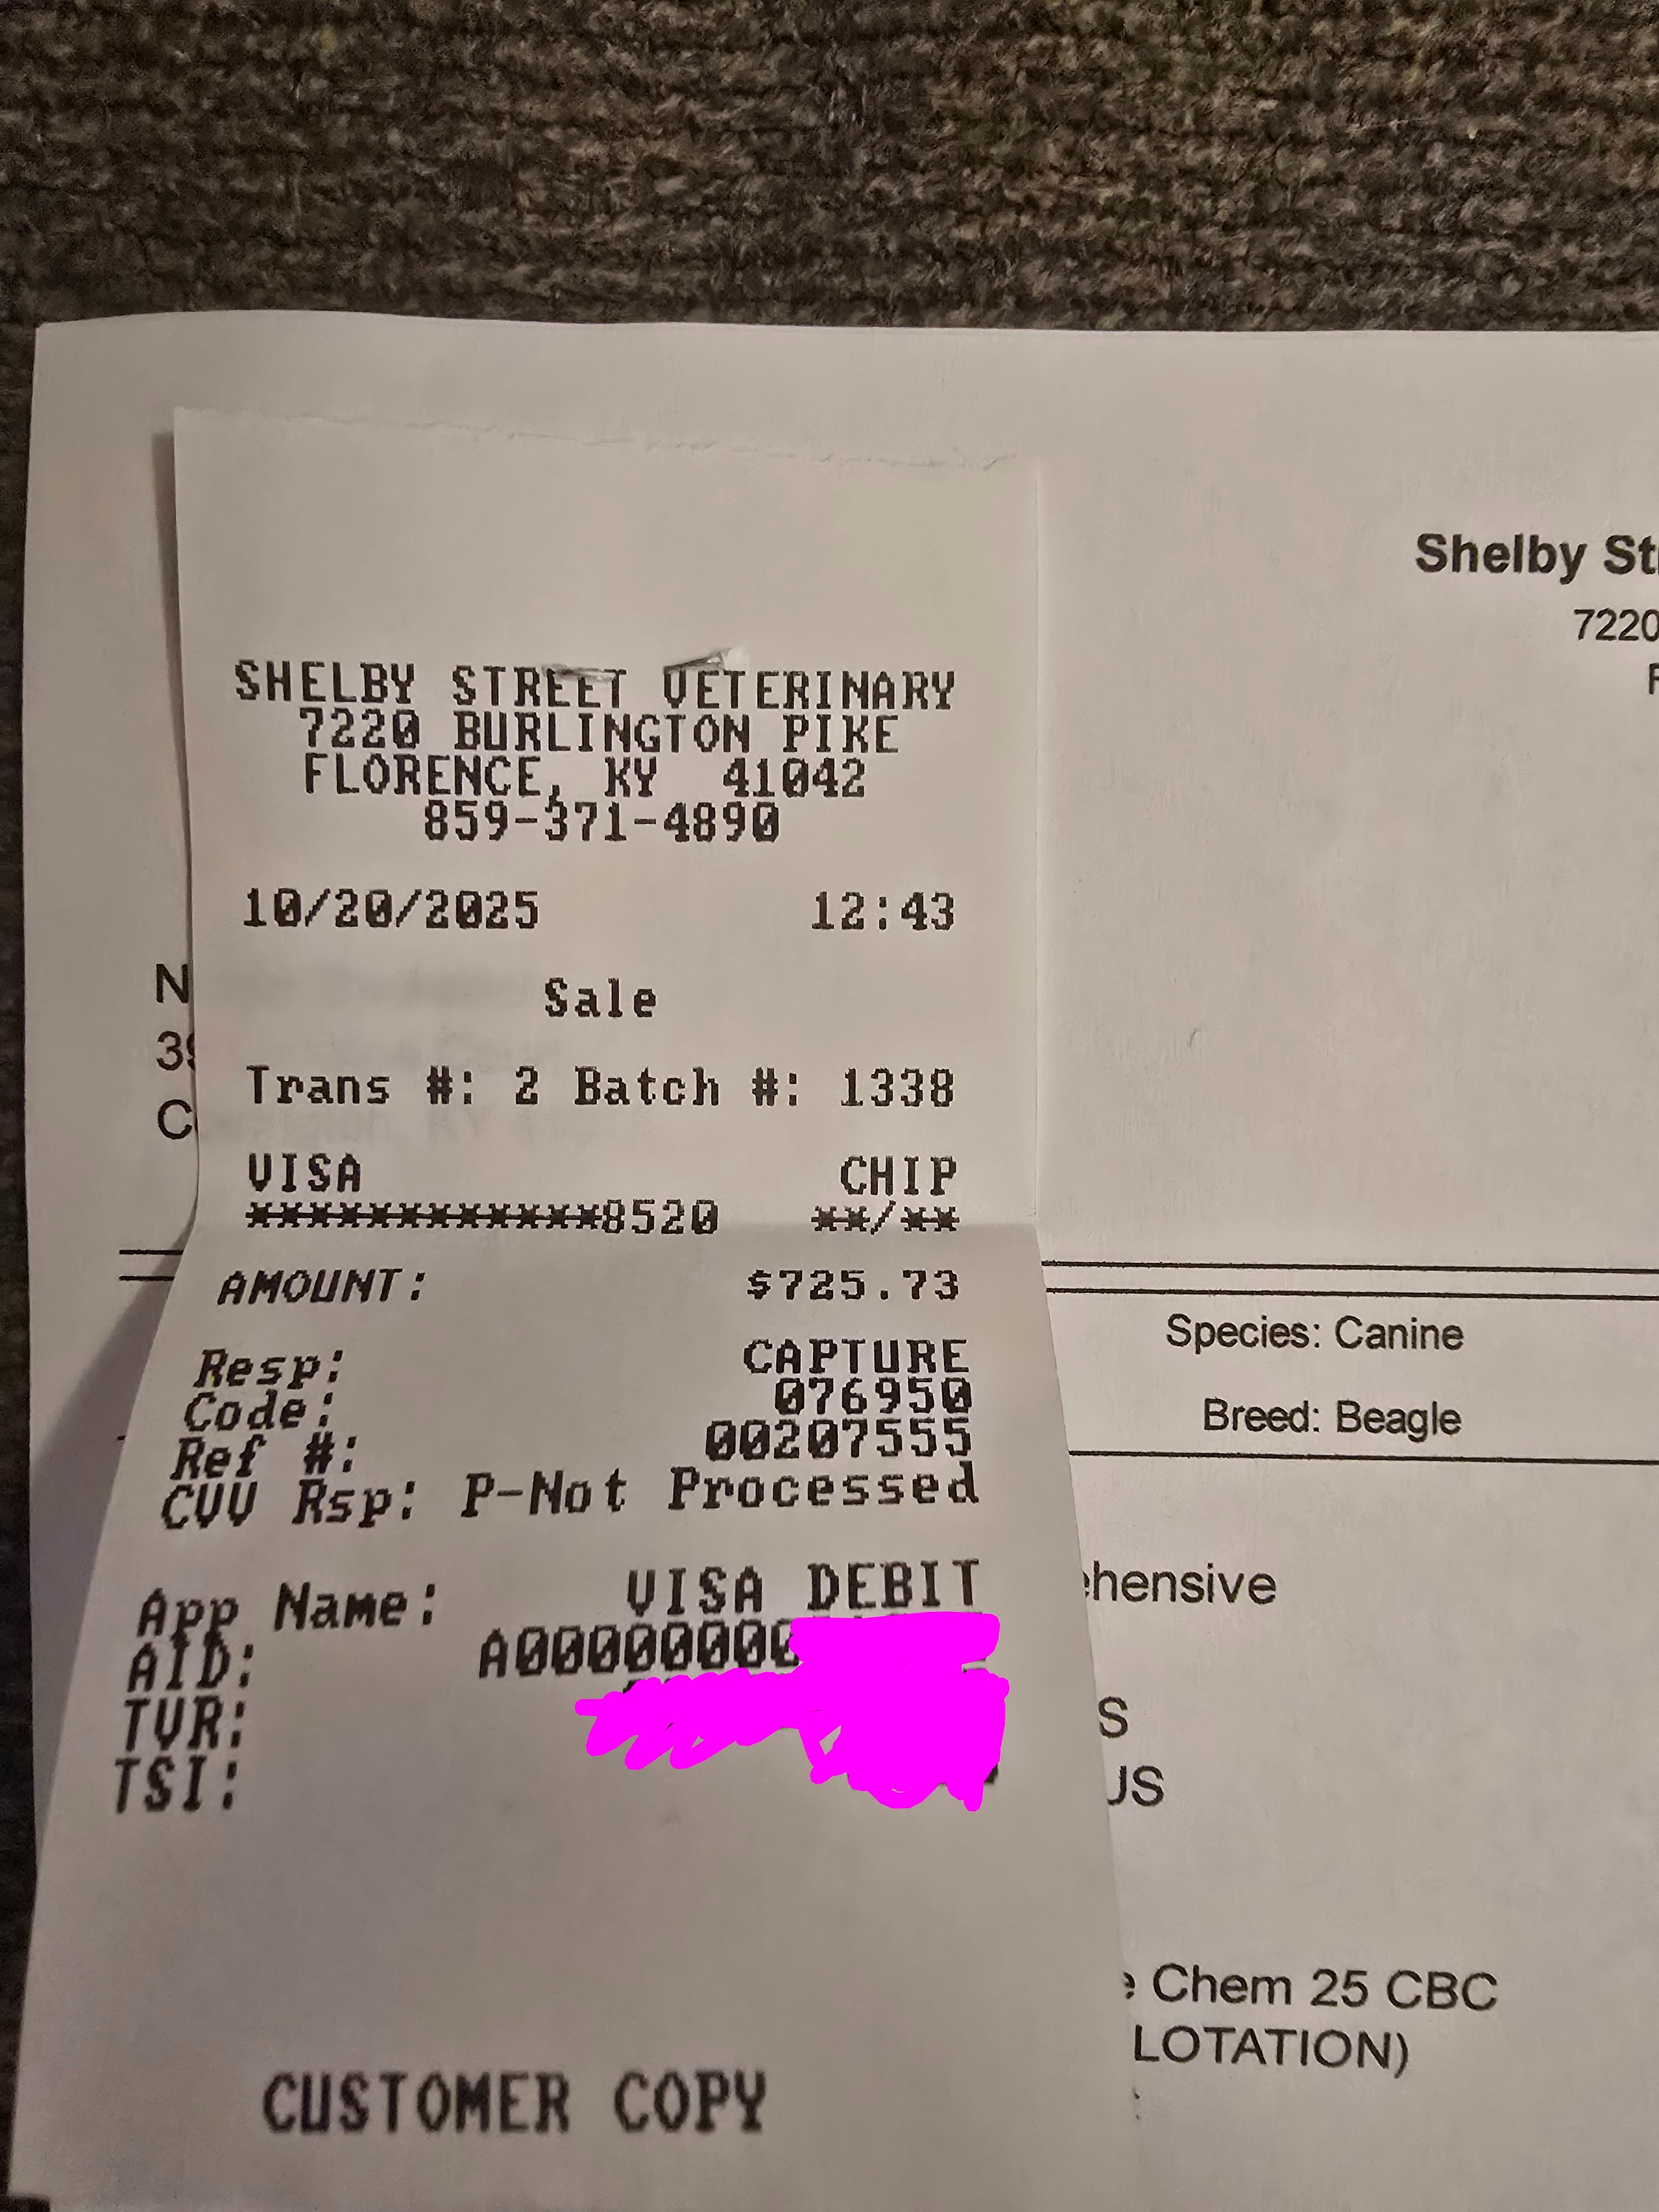 SHELBY STREET VETERINARY
7220 BURLINGTON PIKE
FLORENCE, KY 41042
859-371-4890
10/20/2025 12:43
Sale
Trans #: 2 Batch #: 1338
VISA CHIP
************8520 **/**
AMOUNT: $725.73
Resp: CAPTURE
Code: 076950
Ref #: 00207555
CVV Rsp: P-Not Processed
App Name: VISA DEBIT
AID: A00000000
TVR:
TSI:
CUSTOMER COPY
Shelby St
7220
N
39
C
Species: Canine
Breed: Beagle
hensive
S
US
e Chem 25 CBC
LOTATION)